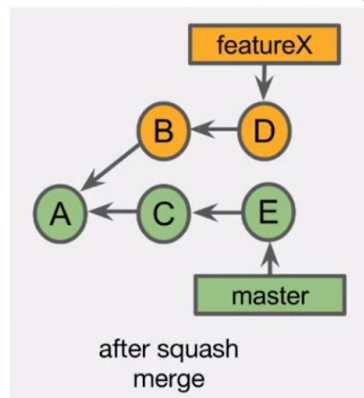 featureX
B D
A C E
master
after squash
merge